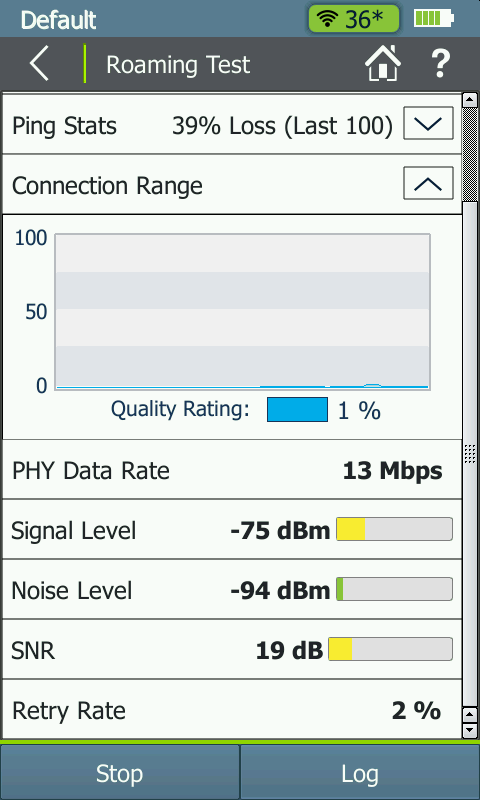 Default 36*
Roaming Test ?
Ping Stats 39% Loss (Last 100)
Connection Range
100
50
0
Quality Rating: 1 %
PHY Data Rate 13 Mbps
Signal Level -75 dBm
Noise Level -94 dBm
SNR 19 dB
Retry Rate 2 %
Stop Log